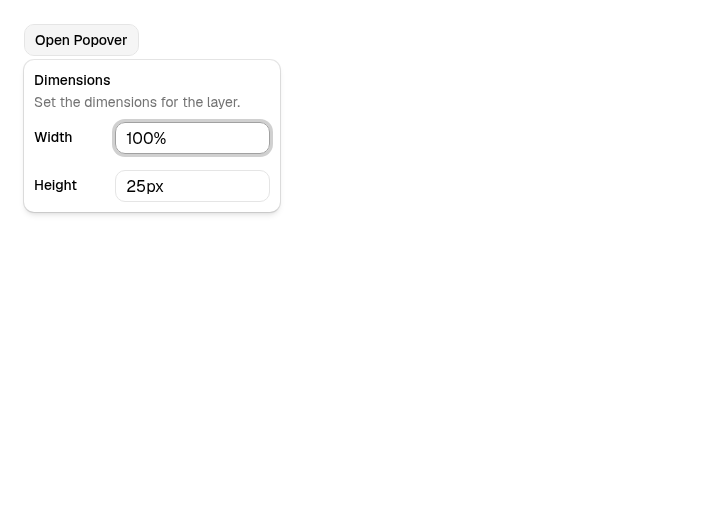 Open Popover
Dimensions
Set the dimensions for the layer.
Width 100%
Height 25px